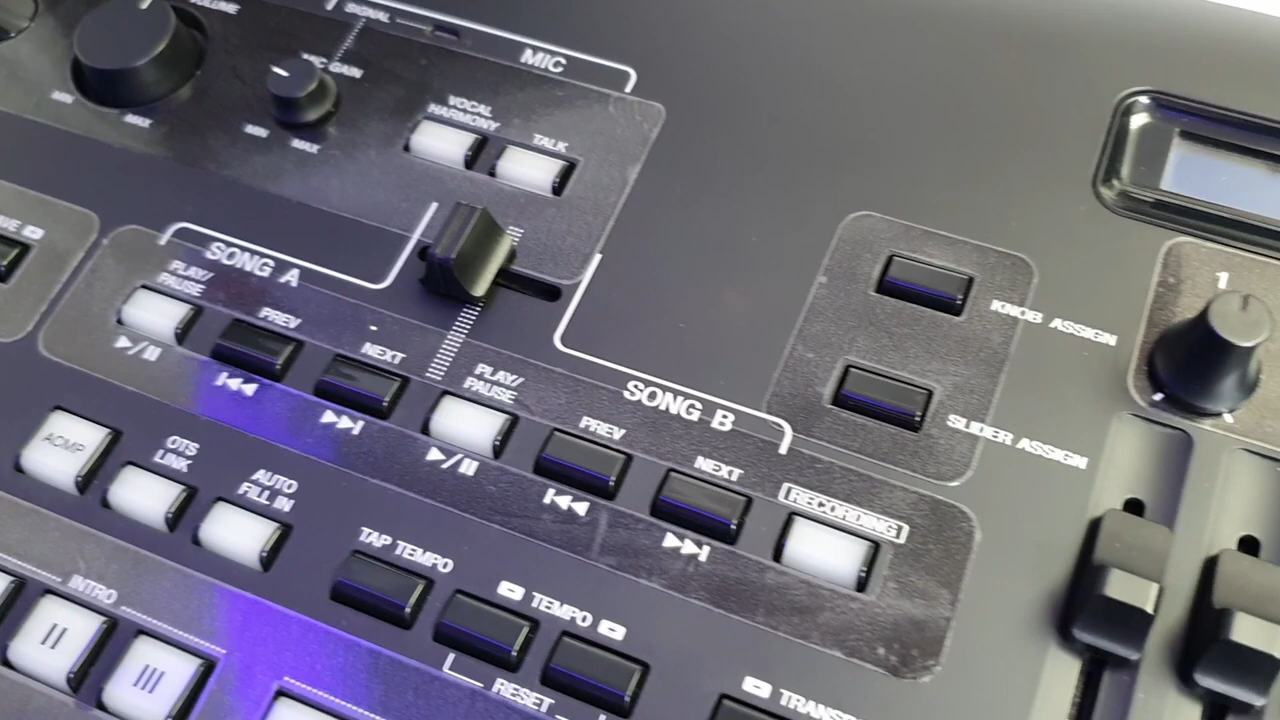 VOLUME
SIGNAL
MIC
MIC GAIN
MIN
MAX
MIN
MAX
VOCAL
HARMONY
TALK
SONG A
PLAY/
PAUSE
PREV
NEXT
PLAY/
PAUSE
SONG B
PREV
NEXT
RECORDING
KNOB ASSIGN
SLIDER ASSIGN
1
ACMP
OTS
LINK
AUTO
FILL IN
TAP TEMPO
TEMPO
RESET
INTRO
II
III